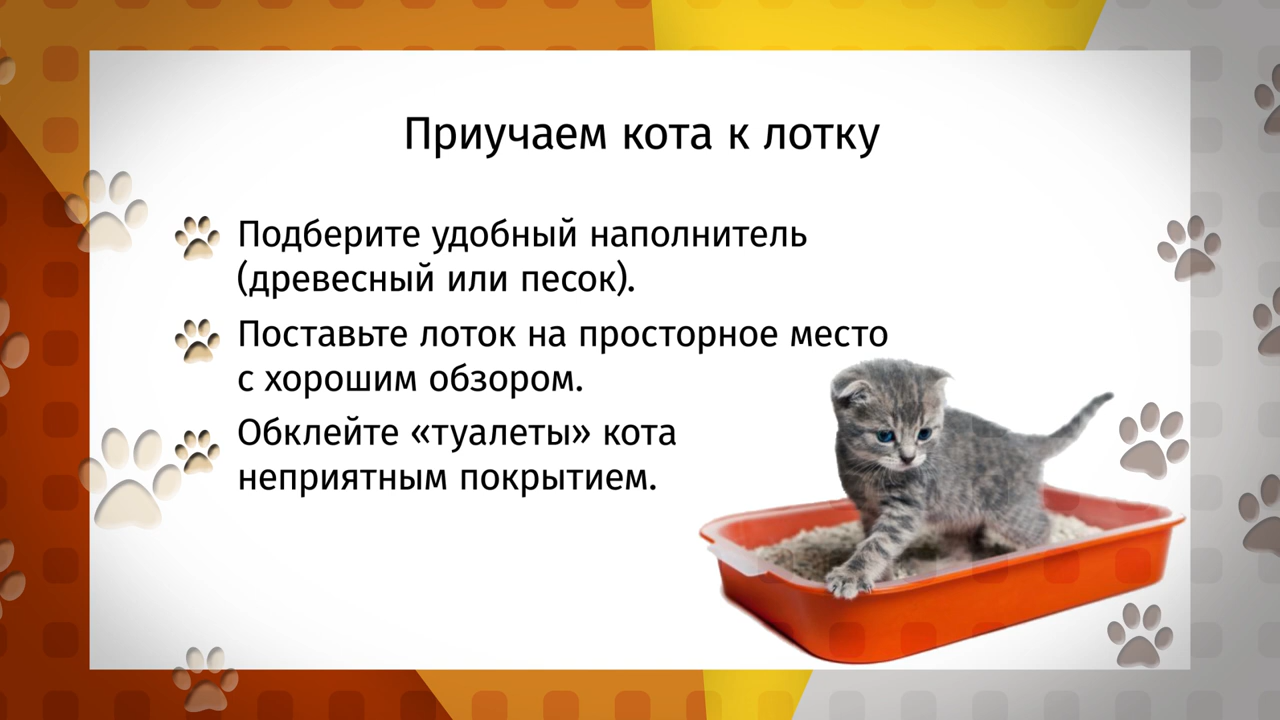 Приучаем кота к лотку
Подберите удобный наполнитель
(древесный или песок).
Поставьте лоток на просторное место
с хорошим обзором.
Обклейте «туалеты» кота
неприятным покрытием.